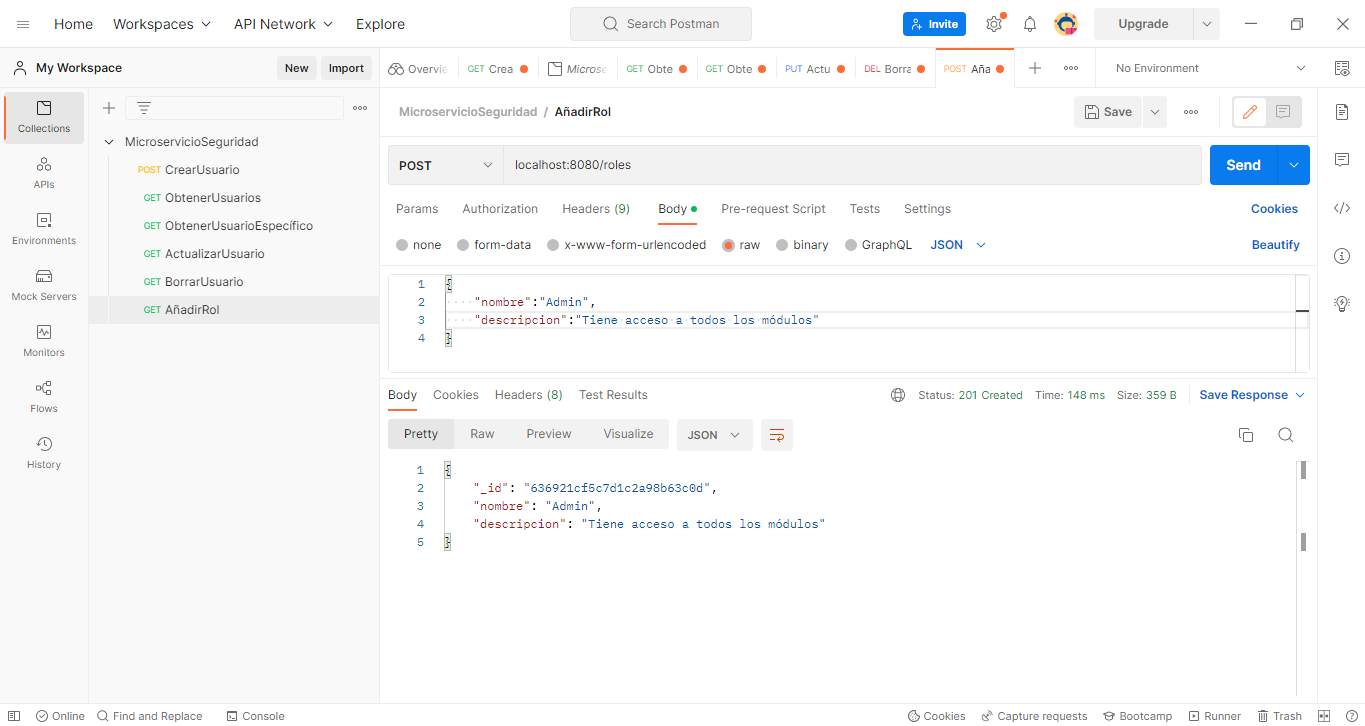 Home Workspaces API Network Explore Search Postman Invite Upgrade
My Workspace New Import
Overvie GET Crea Microse GET Obte GET Obte PUT Actu DEL Borra POST Aña No Environment
Collections
APIs
Environments
Mock Servers
Monitors
Flows
History
MicroservicioSeguridad
POST CrearUsuario
GET ObtenerUsuarios
GET ObtenerUsuarioEspecífico
GET ActualizarUsuario
GET BorrarUsuario
GET AñadirRol
MicroservicioSeguridad / AñadirRol Save
POST localhost:8080/roles Send
Params Authorization Headers (9) Body Pre-request Script Tests Settings Cookies
none form-data x-www-form-urlencoded raw binary GraphQL JSON Beautify
1 {
2 "nombre":"Admin",
3 "descripcion":"Tiene acceso a todos los módulos"
4 }
Body Cookies Headers (8) Test Results Status: 201 Created Time: 148 ms Size: 359 B Save Response
Pretty Raw Preview Visualize JSON
1 {
2 "_id": "636921cf5c7d1c2a98b63c0d",
3 "nombre": "Admin",
4 "descripcion": "Tiene acceso a todos los módulos"
5 }
Online Find and Replace Console Cookies Capture requests Bootcamp Runner Trash